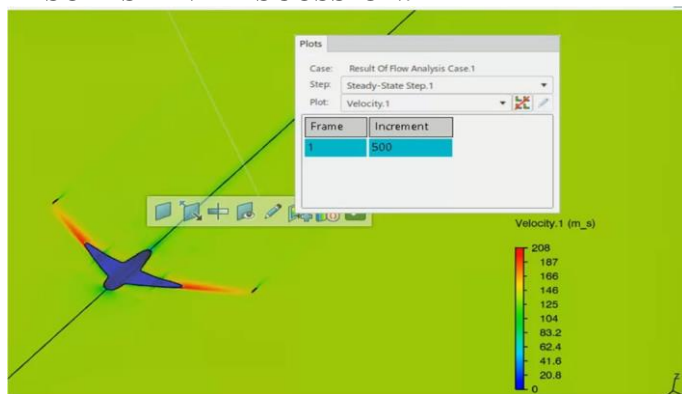 Plots
Case: Result Of Flow Analysis Case.1
Step: Steady-State Step.1
Plot: Velocity.1
Frame Increment
1 500
Velocity.1 (m_s)
208
187
166
146
125
104
83.2
62.4
41.6
20.8
0
Z